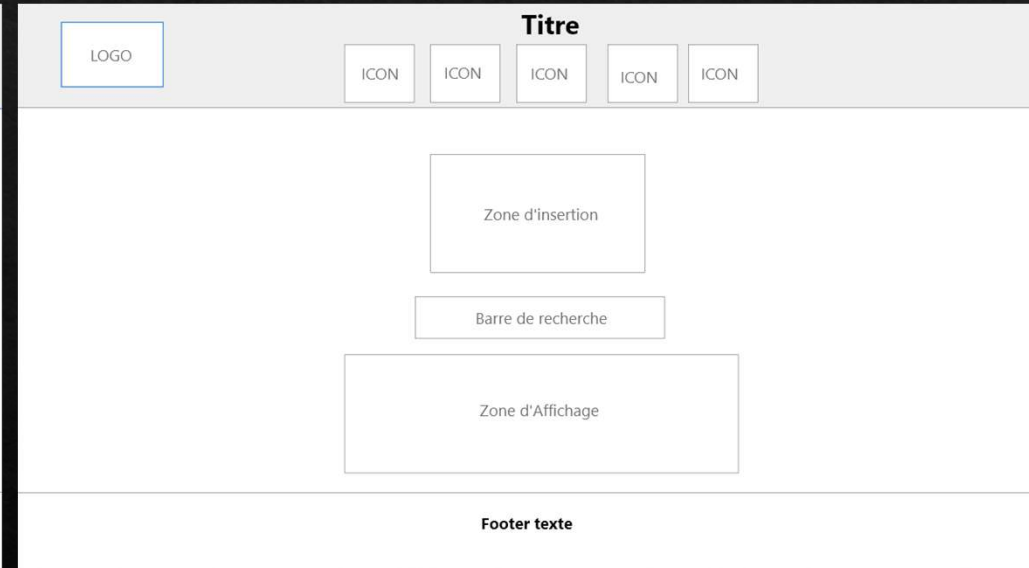 Titre
LOGO
ICON
ICON
ICON
ICON
ICON
Zone d'insertion
Barre de recherche
Zone d'Affichage
Footer texte